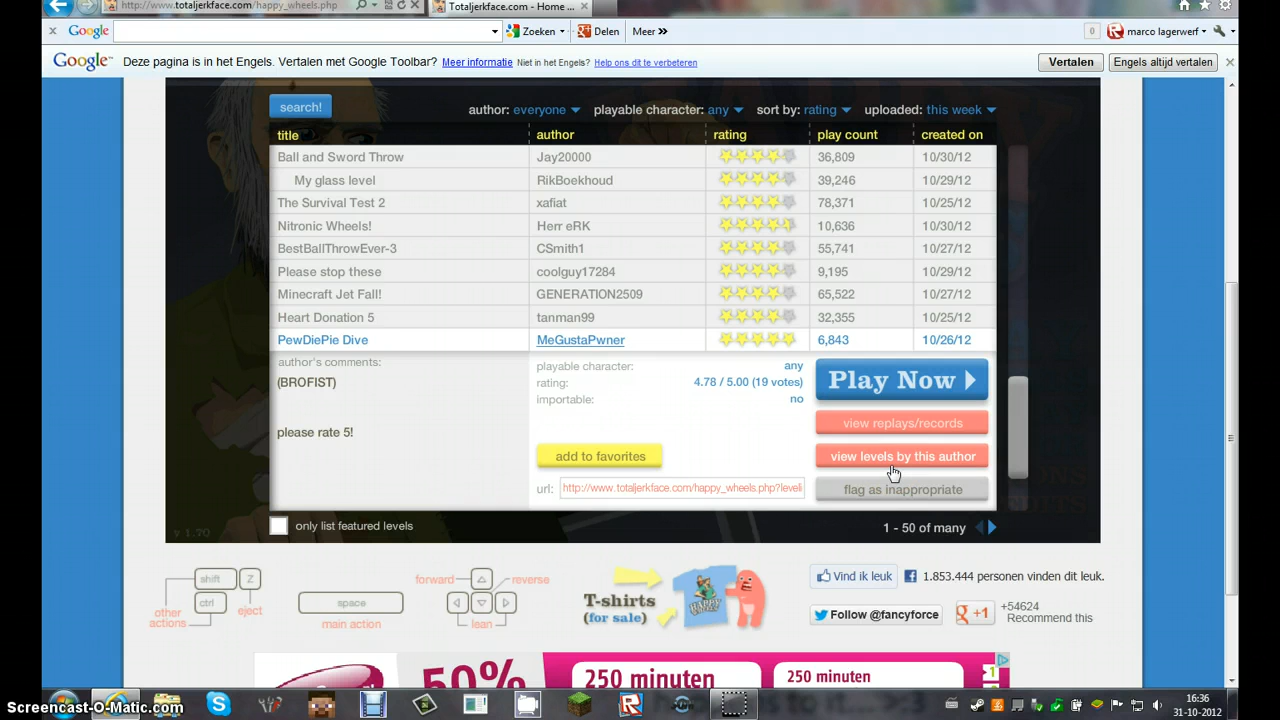 http://www.totaljerkface.com/happy_wheels.php
Totaljerkface.com - Home ...
Google
Zoeken
Delen
Meer »
0
marco lagerwerf
Google™
Deze pagina is in het Engels. Vertalen met Google Toolbar?
Meer informatie
Niet in het Engels?
Help ons dit te verbeteren
Vertalen
Engels altijd vertalen
search!
author: everyone
playable character: any
sort by: rating
uploaded: this week
title author rating play count created on
Ball and Sword Throw Jay20000 36,809 10/30/12
My glass level RikBoekhoud 39,246 10/29/12
The Survival Test 2 xafiat 78,371 10/25/12
Nitronic Wheels! Herr eRK 10,636 10/30/12
BestBallThrowEver-3 CSmith1 55,741 10/27/12
Please stop these coolguy17284 9,195 10/29/12
Minecraft Jet Fall! GENERATION2509 65,522 10/27/12
Heart Donation 5 tanman99 32,355 10/25/12
PewDiePie Dive MeGustaPwner 6,843 10/26/12
author's comments:
(BROFIST)
please rate 5!
playable character: any
rating: 4.78 / 5.00 (19 votes)
importable: no
add to favorites
url: http://www.totaljerkface.com/happy_wheels.php?leveli
Play Now
view replays/records
view levels by this author
flag as inappropriate
only list featured levels
1 - 50 of many
v 1.70
shift
Z
ctrl
eject
other
actions
space
main action
forward
reverse
lean
T-shirts
(for sale)
HAPPY
Vind ik leuk
1.853.444 personen vinden dit leuk.
Follow @fancyforce
+1
+54624
Recommend this
50%
250 minuten
250 minuten
16:36
31-10-2012
Screencast-O-Matic.com